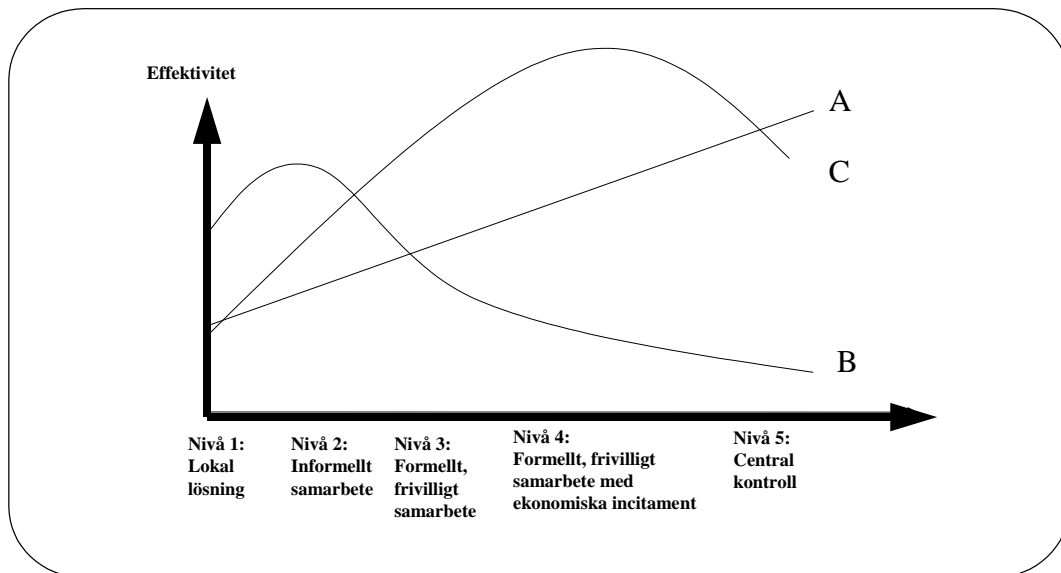 Effektivitet
A
C
B
Nivå 1:
Lokal
lösning
Nivå 2:
Informellt
samarbete
Nivå 3:
Formellt,
frivilligt
samarbete
Nivå 4:
Formellt, frivilligt
samarbete med
ekonomiska incitament
Nivå 5:
Central
kontroll